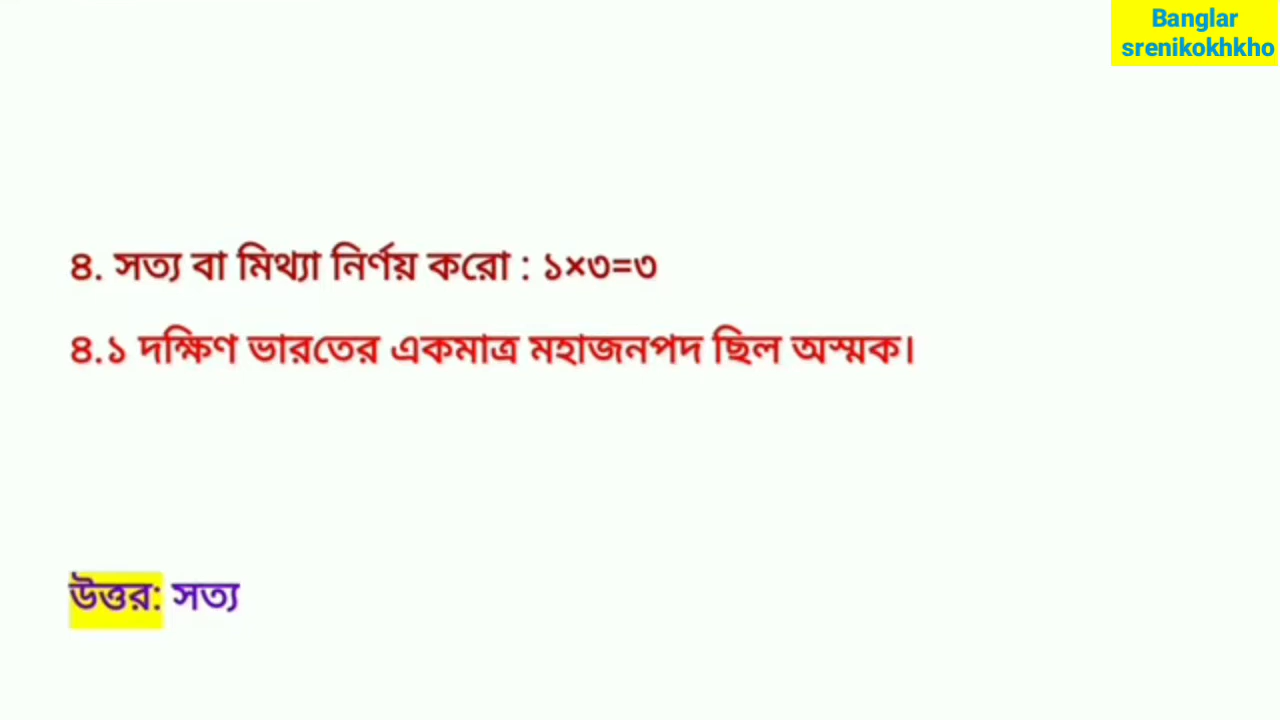 Banglar
srenikokhkho
৪. সত্য বা মিথ্যা নির্ণয় করো : ১×৩=৩
৪.১ দক্ষিণ ভারতের একমাত্র মহাজনপদ ছিল অস্মক।
উত্তর: সত্য